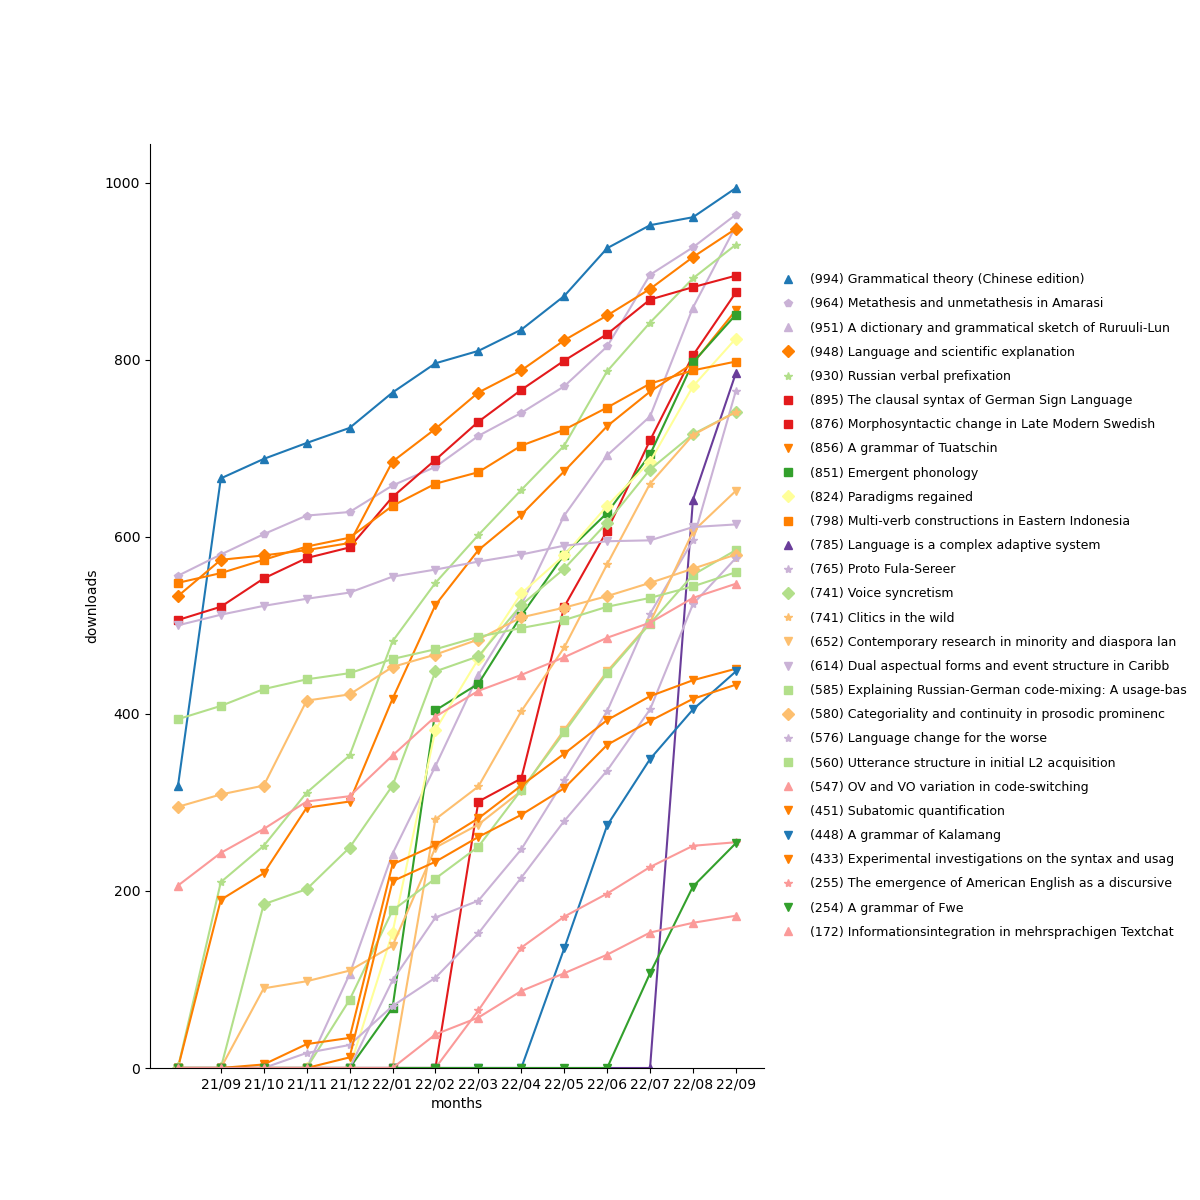 1000
800
600
400
200
0
downloads
21/09 21/10 21/11 21/12 22/01 22/02 22/03 22/04 22/05 22/06 22/07 22/08 22/09
months
(994) Grammatical theory (Chinese edition)
(964) Metathesis and unmetathesis in Amarasi
(951) A dictionary and grammatical sketch of Ruruuli-Lun
(948) Language and scientific explanation
(930) Russian verbal prefixation
(895) The clausal syntax of German Sign Language
(876) Morphosyntactic change in Late Modern Swedish
(856) A grammar of Tuatschin
(851) Emergent phonology
(824) Paradigms regained
(798) Multi-verb constructions in Eastern Indonesia
(785) Language is a complex adaptive system
(765) Proto Fula-Sereer
(741) Voice syncretism
(741) Clitics in the wild
(652) Contemporary research in minority and diaspora lan
(614) Dual aspectual forms and event structure in Caribb
(585) Explaining Russian-German code-mixing: A usage-bas
(580) Categoriality and continuity in prosodic prominenc
(576) Language change for the worse
(560) Utterance structure in initial L2 acquisition
(547) OV and VO variation in code-switching
(451) Subatomic quantification
(448) A grammar of Kalamang
(433) Experimental investigations on the syntax and usag
(255) The emergence of American English as a discursive
(254) A grammar of Fwe
(172) Informationsintegration in mehrsprachigen Textchat